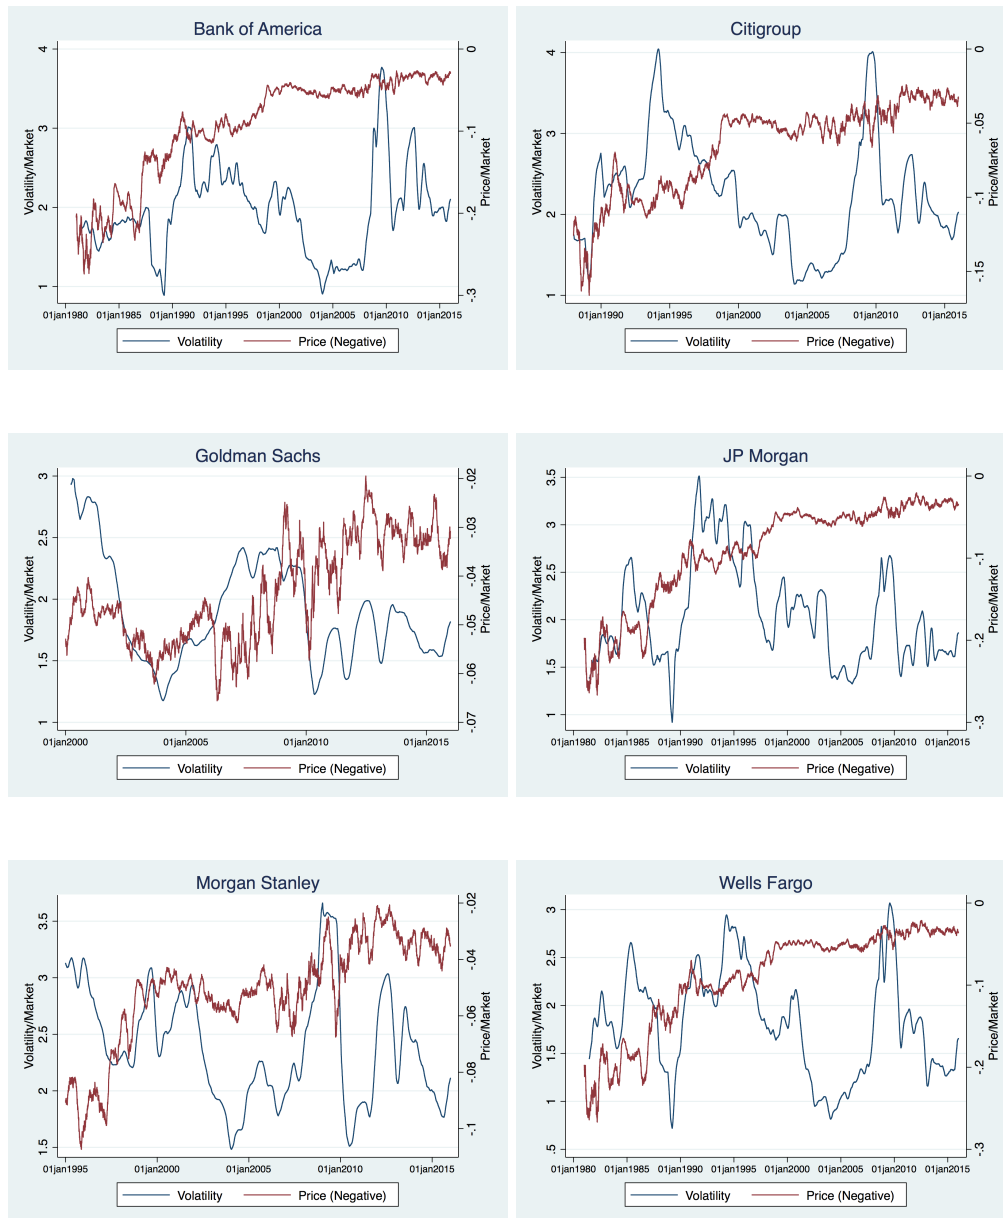 Bank of America
Volatility/Market
4
3
2
1
0
-.1
-.2
-.3
Price/Market
01jan1980 01jan1985 01jan1990 01jan1995 01jan2000 01jan2005 01jan2010 01jan2015
Volatility Price (Negative)
Citigroup
Volatility/Market
4
3
2
1
0
-.05
-.1
-.15
Price/Market
01jan1990 01jan1995 01jan2000 01jan2005 01jan2010 01jan2015
Volatility Price (Negative)
Goldman Sachs
Volatility/Market
3
2.5
2
1.5
1
-.02
-.03
-.04
-.05
-.06
-.07
Price/Market
01jan2000 01jan2005 01jan2010 01jan2015
Volatility Price (Negative)
JP Morgan
Volatility/Market
3.5
3
2.5
2
1.5
1
0
-.1
-.2
-.3
Price/Market
01jan1980 01jan1985 01jan1990 01jan1995 01jan2000 01jan2005 01jan2010 01jan2015
Volatility Price (Negative)
Morgan Stanley
Volatility/Market
3.5
3
2.5
2
1.5
-.02
-.04
-.06
-.08
-.1
Price/Market
01jan1995 01jan2000 01jan2005 01jan2010 01jan2015
Volatility Price (Negative)
Wells Fargo
Volatility/Market
3
2.5
2
1.5
1
.5
0
-.1
-.2
-.3
Price/Market
01jan1980 01jan1985 01jan1990 01jan1995 01jan2000 01jan2005 01jan2010 01jan2015
Volatility Price (Negative)